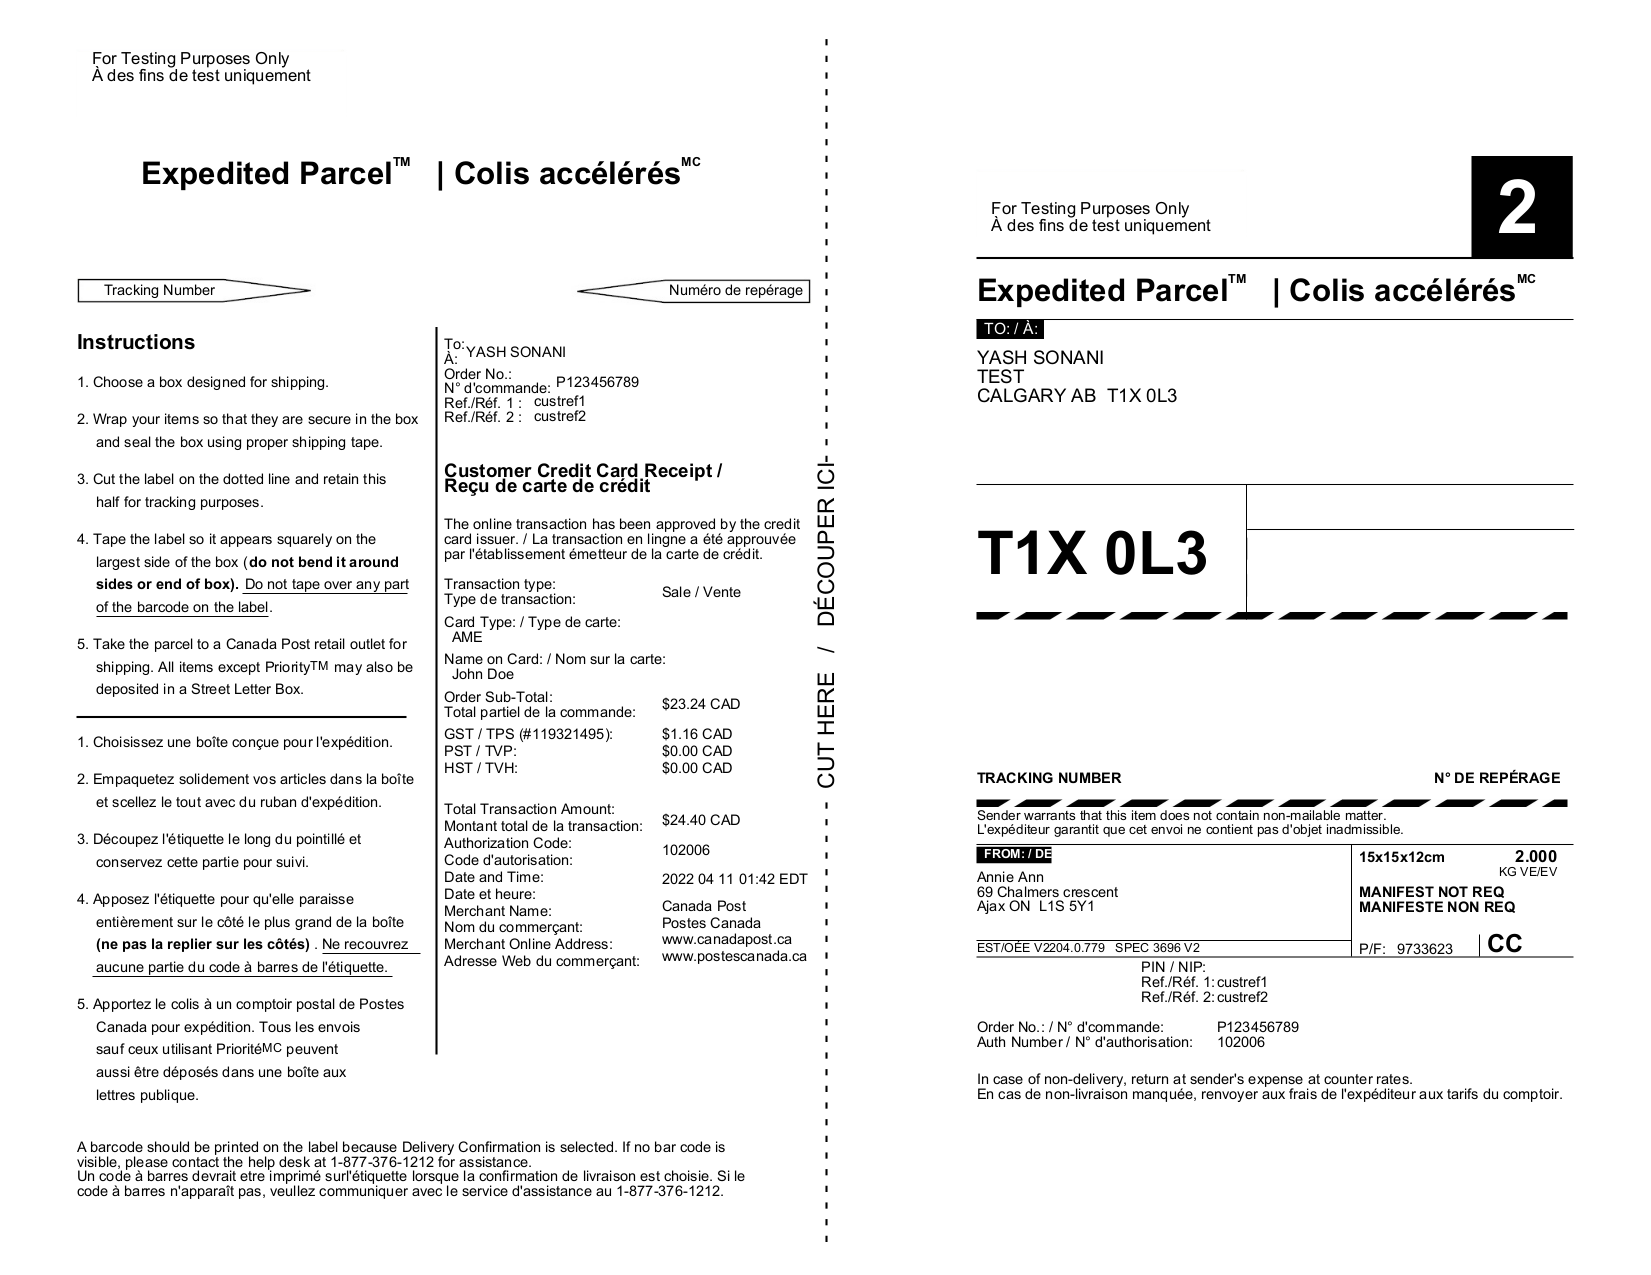 For Testing Purposes Only
À des fins de test uniquement
Expedited Parcel™ | Colis accélérés MC
Tracking Number
Numéro de repérage
Instructions
1. Choose a box designed for shipping.
2. Wrap your items so that they are secure in the box
and seal the box using proper shipping tape.
3. Cut the label on the dotted line and retain this
half for tracking purposes.
4. Tape the label so it appears squarely on the
largest side of the box (do not bend it around
sides or end of box). Do not tape over any part
of the barcode on the label.
5. Take the parcel to a Canada Post retail outlet for
shipping. All items except Priority™ may also be
deposited in a Street Letter Box.
1. Choisissez une boîte conçue pour l'expédition.
2. Empaquetez solidement vos articles dans la boîte
et scellez le tout avec du ruban d'expédition.
3. Découpez l'étiquette le long du pointillé et
conservez cette partie pour suivi.
4. Apposez l'étiquette pour qu'elle paraisse
entièrement sur le côté le plus grand de la boîte
(ne pas la replier sur les côtés) . Ne recouvrez
aucune partie du code à barres de l'étiquette.
5. Apportez le colis à un comptoir postal de Postes
Canada pour expédition. Tous les envois
sauf ceux utilisant PrioritéMC peuvent
aussi être déposés dans une boîte aux
lettres publique.
To:
À: YASH SONANI
Order No.:
N° d'commande: P123456789
Ref./Réf. 1 : custref1
Ref./Réf. 2 : custref2
Customer Credit Card Receipt /
Reçu de carte de crédit
The online transaction has been approved by the credit
card issuer. / La transaction en lingne a été approuvée
par l'établissement émetteur de la carte de crédit.
Transaction type:
Type de transaction: Sale / Vente
Card Type: / Type de carte:
AME
Name on Card: / Nom sur la carte:
John Doe
Order Sub-Total:
Total partiel de la commande: $23.24 CAD
GST / TPS (#119321495): $1.16 CAD
PST / TVP: $0.00 CAD
HST / TVH: $0.00 CAD
Total Transaction Amount:
Montant total de la transaction: $24.40 CAD
Authorization Code:
Code d'autorisation: 102006
Date and Time:
Date et heure: 2022 04 11 01:42 EDT
Merchant Name: Canada Post
Nom du commerçant: Postes Canada
Merchant Online Address: www.canadapost.ca
Adresse Web du commerçant: www.postescanada.ca
A barcode should be printed on the label because Delivery Confirmation is selected. If no bar code is
visible, please contact the help desk at 1-877-376-1212 for assistance.
Un code à barres devrait etre imprimé surl'étiquette lorsque la confirmation de livraison est choisie. Si le
code à barres n'apparaît pas, veullez communiquer avec le service d'assistance au 1-877-376-1212.
CUT HERE / DÉCOUPER ICI
For Testing Purposes Only
À des fins de test uniquement
2
Expedited Parcel™ | Colis accélérés MC
TO: / À:
YASH SONANI
TEST
CALGARY AB T1X 0L3
T1X 0L3
TRACKING NUMBER N° DE REPÉRAGE
Sender warrants that this item does not contain non-mailable matter.
L'expéditeur garantit que cet envoi ne contient pas d'objet inadmissible.
FROM: / DE
Annie Ann
69 Chalmers crescent
Ajax ON L1S 5Y1
EST/OÉE V2204.0.779 SPEC 3696 V2
15x15x12cm 2.000
KG VE/EV
MANIFEST NOT REQ
MANIFESTE NON REQ
P/F: 9733623 CC
PIN / NIP:
Ref./Réf. 1: custref1
Ref./Réf. 2: custref2
Order No.: / N° d'commande: P123456789
Auth Number / N° d'authorisation: 102006
In case of non-delivery, return at sender's expense at counter rates.
En cas de non-livraison manquée, renvoyer aux frais de l'expéditeur aux tarifs du comptoir.